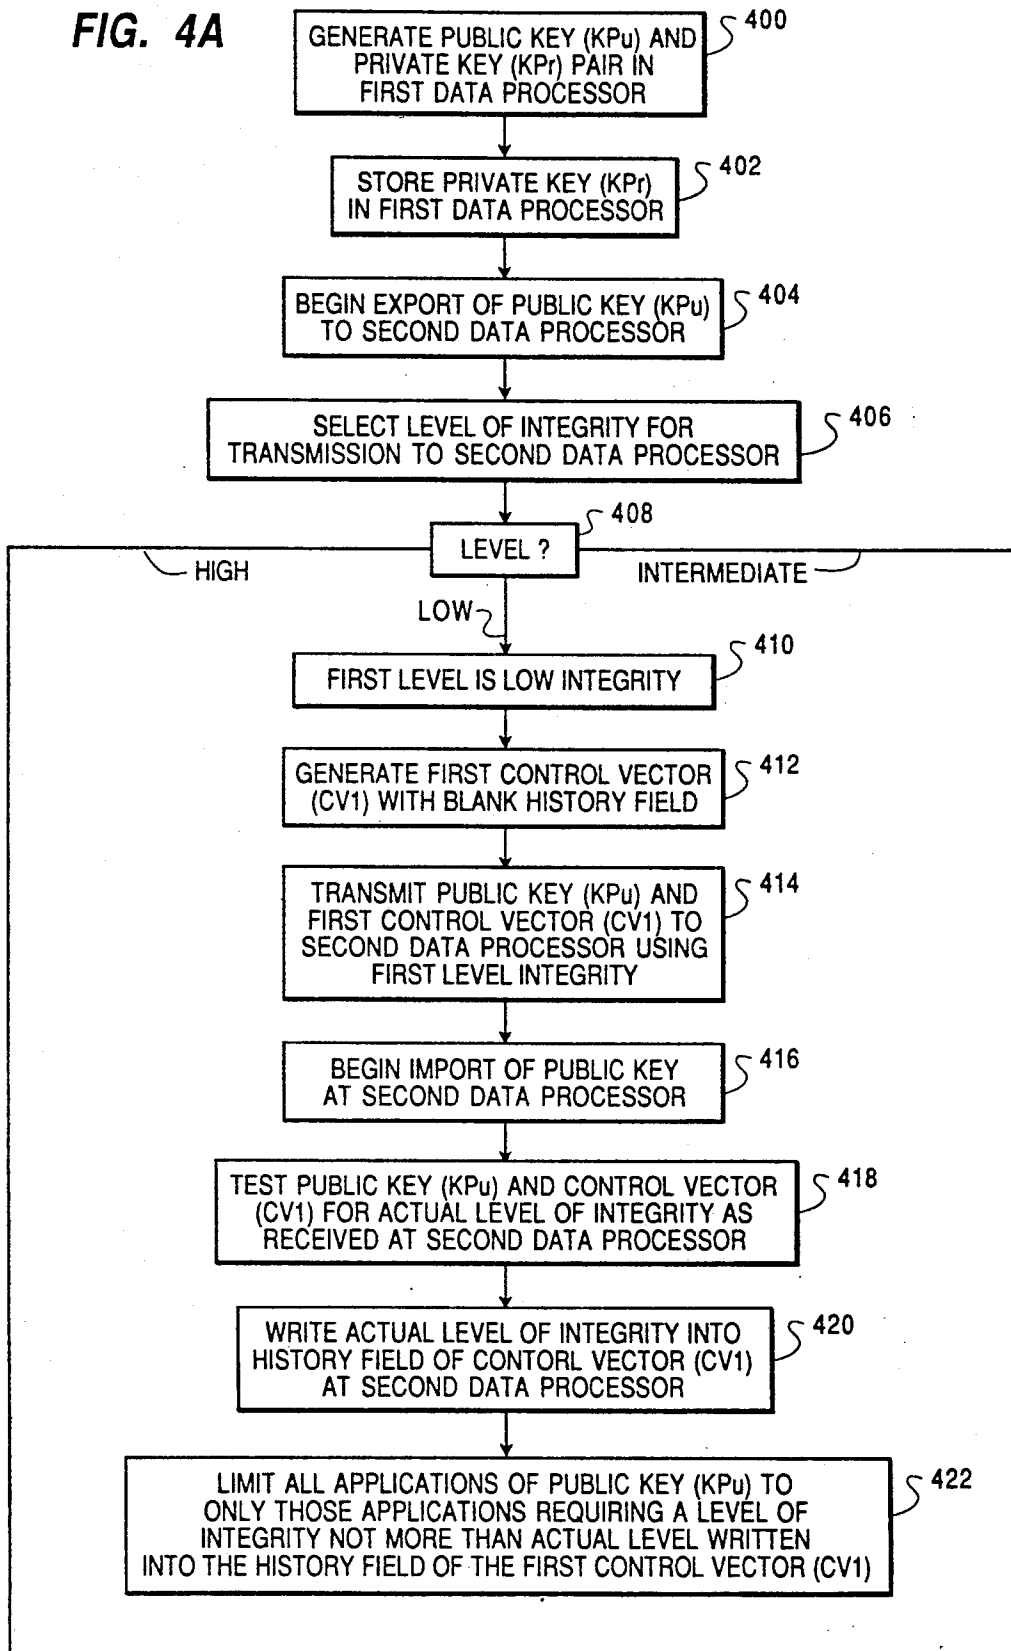 FIG. 4A
400
GENERATE PUBLIC KEY (KPu) AND
PRIVATE KEY (KPr) PAIR IN
FIRST DATA PROCESSOR
402
STORE PRIVATE KEY (KPr)
IN FIRST DATA PROCESSOR
404
BEGIN EXPORT OF PUBLIC KEY (KPu)
TO SECOND DATA PROCESSOR
406
SELECT LEVEL OF INTEGRITY FOR
TRANSMISSION TO SECOND DATA PROCESSOR
408
LEVEL ?
HIGH
INTERMEDIATE
LOW
410
FIRST LEVEL IS LOW INTEGRITY
412
GENERATE FIRST CONTROL VECTOR
(CV1) WITH BLANK HISTORY FIELD
414
TRANSMIT PUBLIC KEY (KPu) AND
FIRST CONTROL VECTOR (CV1) TO
SECOND DATA PROCESSOR USING
FIRST LEVEL INTEGRITY
416
BEGIN IMPORT OF PUBLIC KEY
AT SECOND DATA PROCESSOR
418
TEST PUBLIC KEY (KPu) AND CONTROL VECTOR
(CV1) FOR ACTUAL LEVEL OF INTEGRITY AS
RECEIVED AT SECOND DATA PROCESSOR
420
WRITE ACTUAL LEVEL OF INTEGRITY INTO
HISTORY FIELD OF CONTORL VECTOR (CV1)
AT SECOND DATA PROCESSOR
422
LIMIT ALL APPLICATIONS OF PUBLIC KEY (KPu) TO
ONLY THOSE APPLICATIONS REQUIRING A LEVEL OF
INTEGRITY NOT MORE THAN ACTUAL LEVEL WRITTEN
INTO THE HISTORY FIELD OF THE FIRST CONTROL VECTOR (CV1)